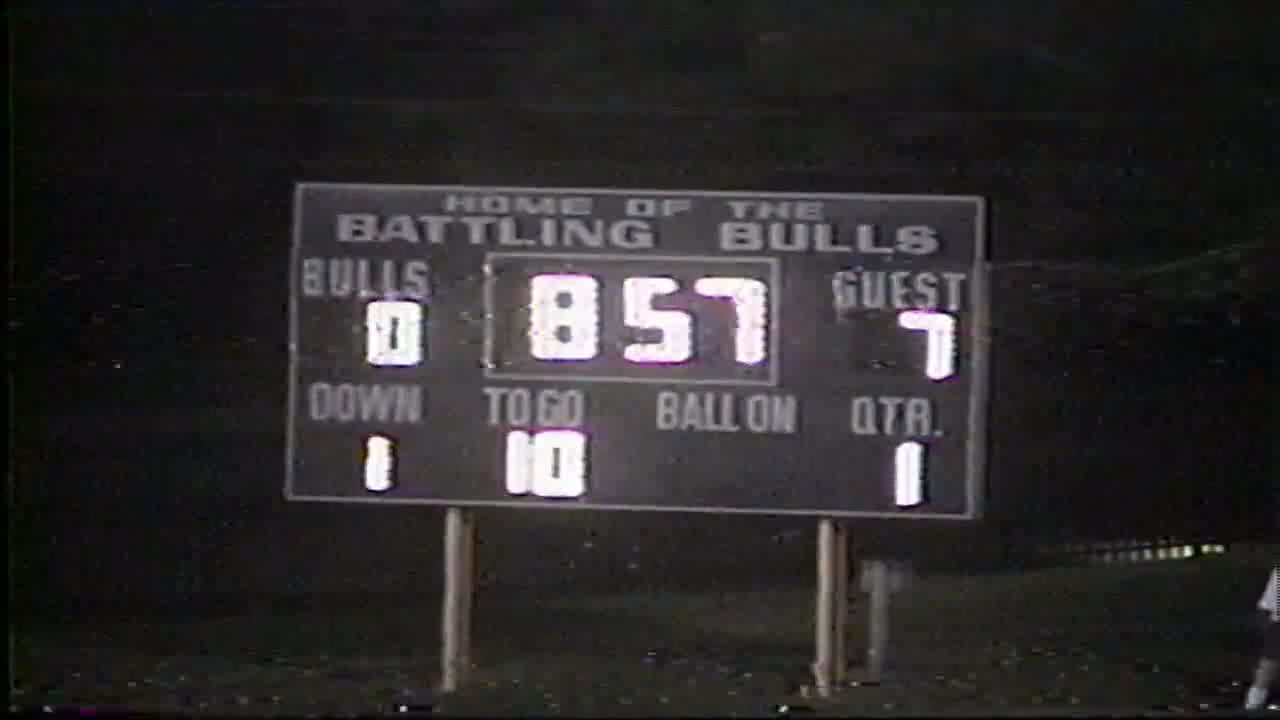 HOME OF THE
BATTLING BULLS
BULLS 857 GUEST
0 7
DOWN TO GO BALL ON QTR.
1 10 1